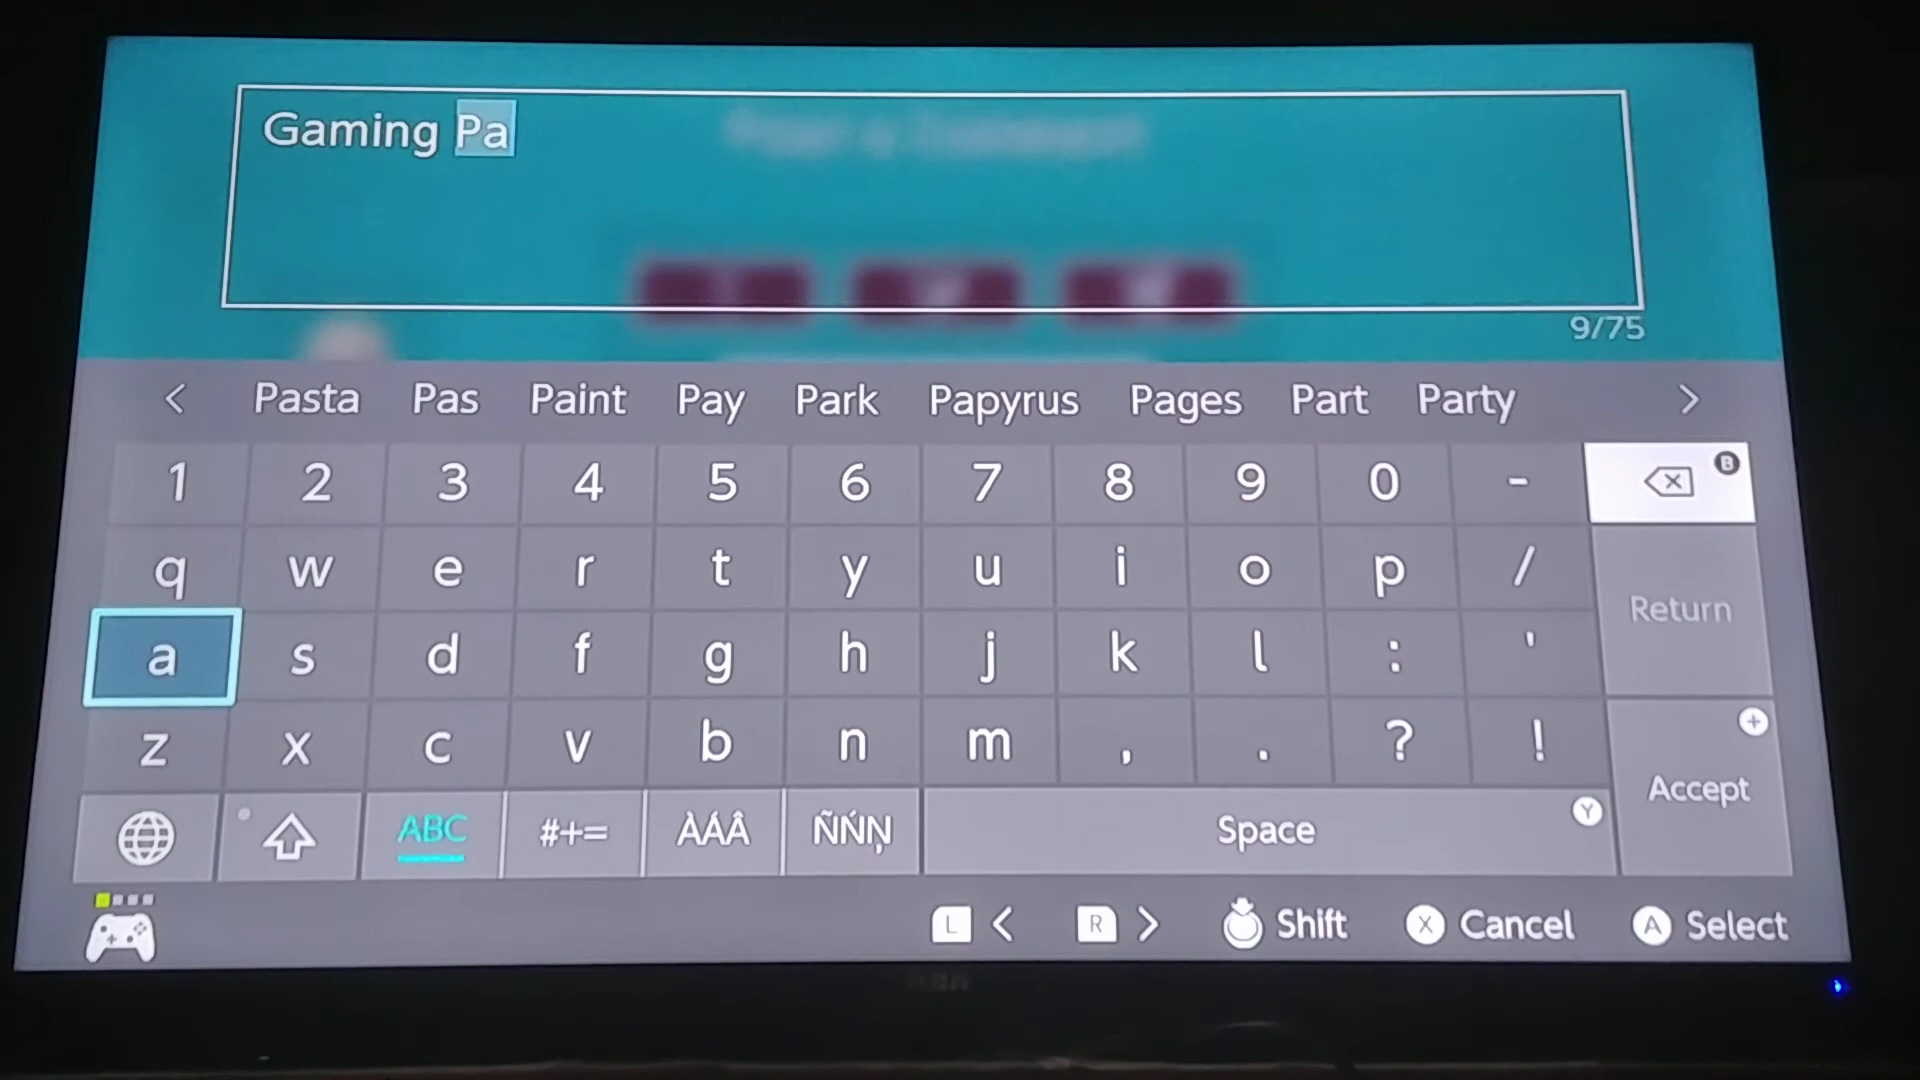 Gaming Pa
9/75
< Pasta Pas Paint Pay Park Papyrus Pages Part Party >
1 2 3 4 5 6 7 8 9 0 - B
q w e r t y u i o p /
Return
a s d f g h j k l : '
z x c v b n m , . ? ! +
Accept
ABC #+= ÀÁÂ ÑŃŅ Space Y
L < R > Shift X Cancel A Select